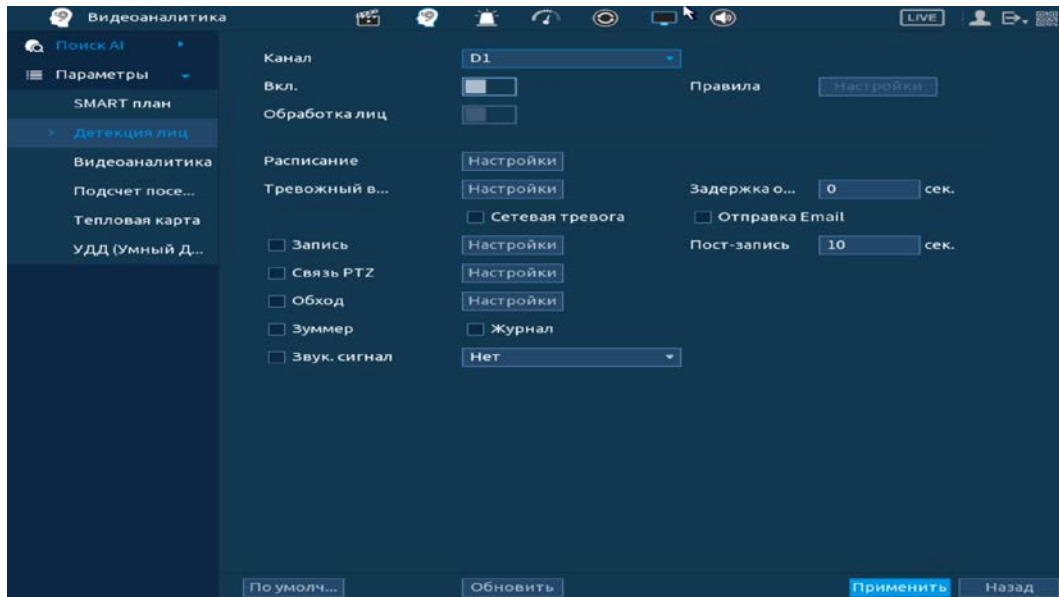 Видеоаналитика LIVE
Поиск AI
Параметры
SMART план
Детекция лиц
Видеоаналитика
Подсчет посе...
Тепловая карта
УДД (Умный Д...
Канал D1
Вкл. Правила Настройки
Обработка лиц
Расписание Настройки
Тревожный в... Настройки Задержка о... 0 сек.
Сетевая тревога Отправка Email
Запись Настройки Пост-запись 10 сек.
Связь PTZ Настройки
Обход Настройки
Зуммер Журнал
Звук. сигнал Нет
По умолч... Обновить Применить Назад